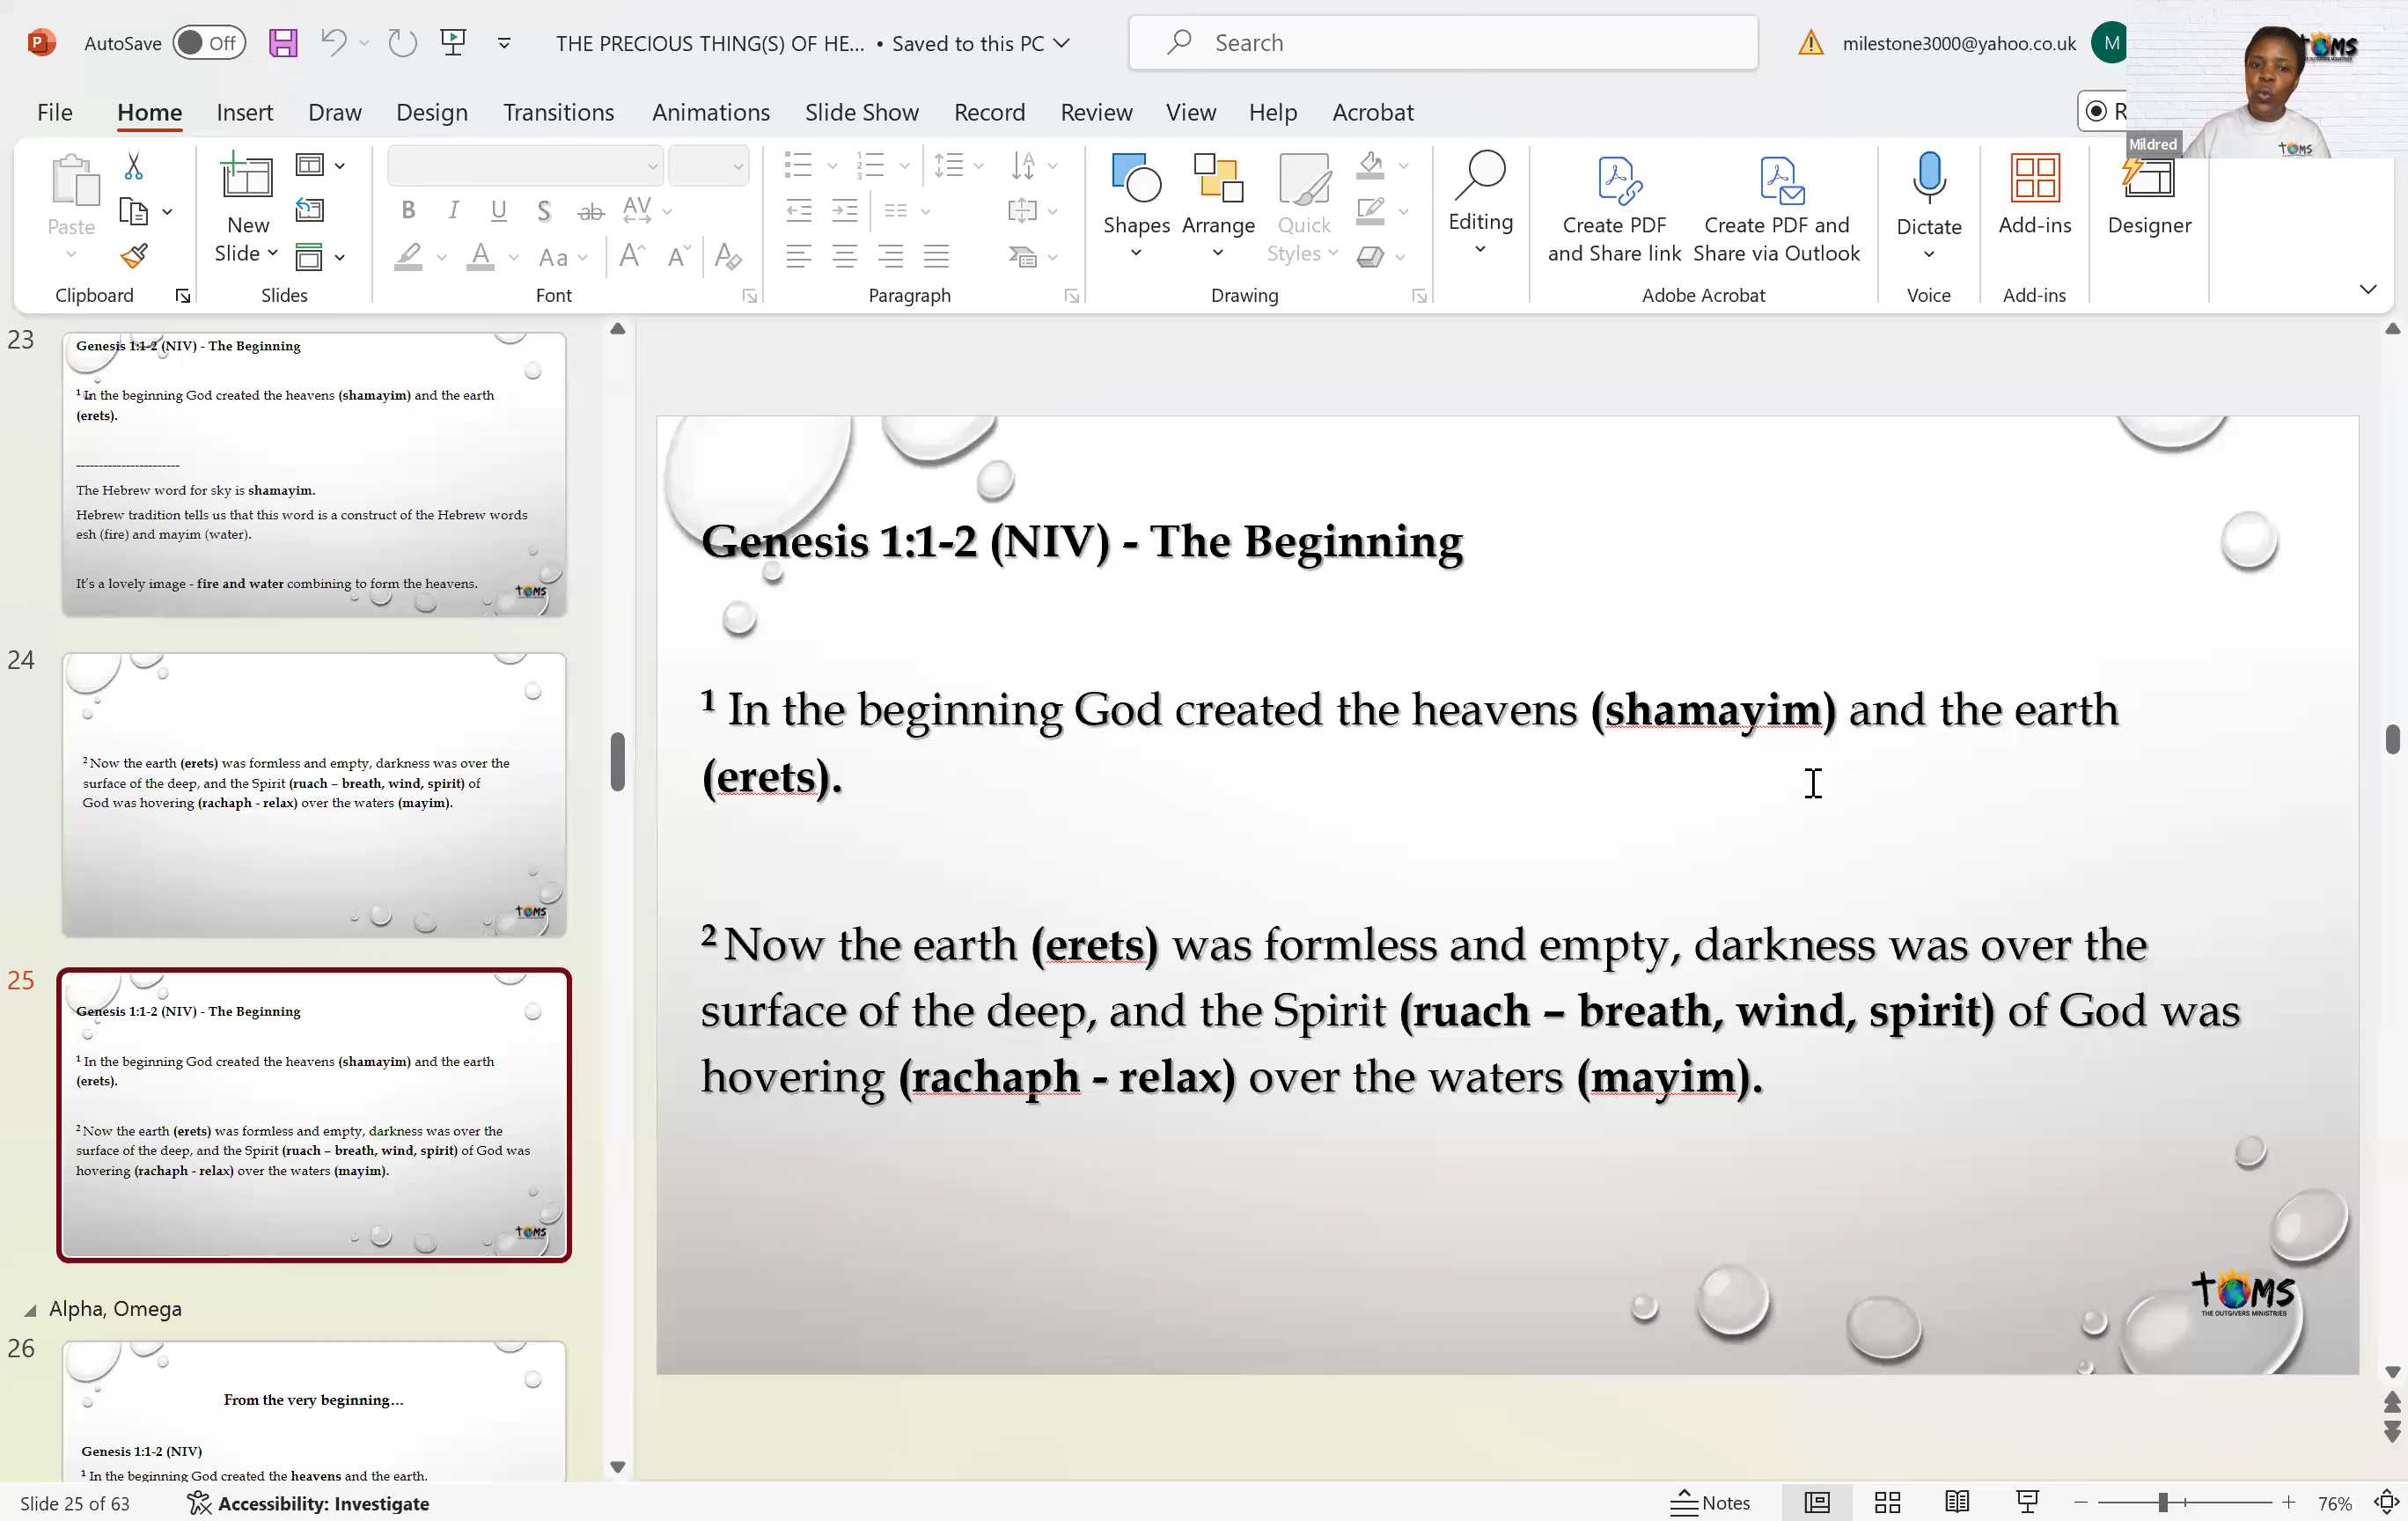 AutoSave Off THE PRECIOUS THING(S) OF HE... • Saved to this PC Search milestone3000@yahoo.co.uk M
TOMS
File Home Insert Draw Design Transitions Animations Slide Show Record Review View Help Acrobat
Mildred
TOMS
Paste New Slide B I U S ab AV Aa A A A Shapes Arrange Quick Styles Editing Create PDF and Share link Create PDF and Share via Outlook Dictate Add-ins Designer
Clipboard Slides Font Paragraph Drawing Adobe Acrobat Voice Add-ins
23
Genesis 1:1-2 (NIV) - The Beginning
1 In the beginning God created the heavens (shamayim) and the earth
(erets).
-----------------------
The Hebrew word for sky is shamayim.
Hebrew tradition tells us that this word is a construct of the Hebrew words
esh (fire) and mayim (water).
It's a lovely image - fire and water combining to form the heavens.
TOMS
24
2 Now the earth (erets) was formless and empty, darkness was over the
surface of the deep, and the Spirit (ruach – breath, wind, spirit) of
God was hovering (rachaph - relax) over the waters (mayim).
TOMS
25
Genesis 1:1-2 (NIV) - The Beginning
1 In the beginning God created the heavens (shamayim) and the earth
(erets).
2 Now the earth (erets) was formless and empty, darkness was over the
surface of the deep, and the Spirit (ruach – breath, wind, spirit) of God was
hovering (rachaph - relax) over the waters (mayim).
TOMS
Alpha, Omega
26
From the very beginning...
Genesis 1:1-2 (NIV)
1 In the beginning God created the heavens and the earth.
Genesis 1:1-2 (NIV) - The Beginning
1 In the beginning God created the heavens (shamayim) and the earth
(erets).
2 Now the earth (erets) was formless and empty, darkness was over the
surface of the deep, and the Spirit (ruach – breath, wind, spirit) of God was
hovering (rachaph - relax) over the waters (mayim).
TOMS
THE OUTGIVERS MINISTRIES
Slide 25 of 63 Accessibility: Investigate Notes 76%